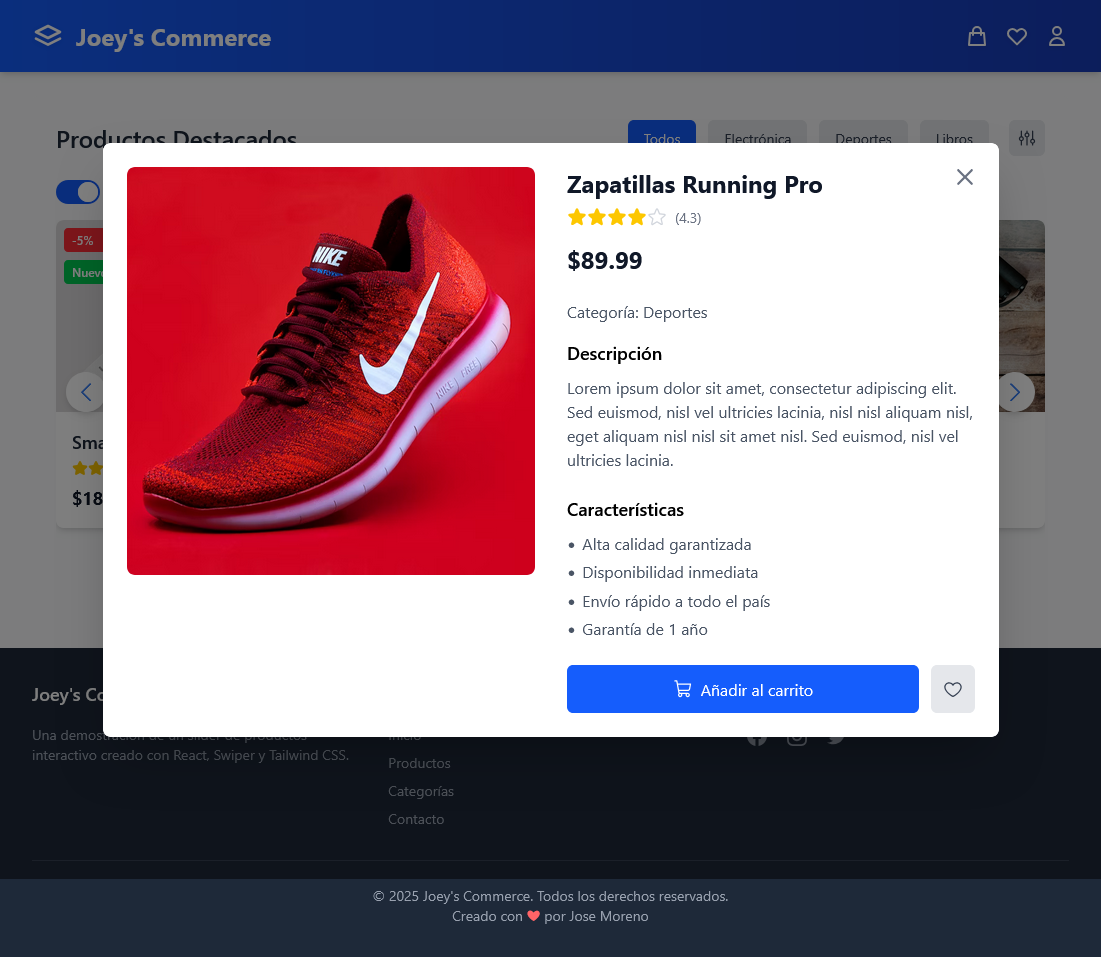 Joey's Commerce
Productos Destacados
Todos
Electrónica
Deportes
Libros
-5%
Zapatillas Running Pro
(4.3)
$89.99
Categoría: Deportes
Descripción
Lorem ipsum dolor sit amet, consectetur adipiscing elit.
Sed euismod, nisl vel ultricies lacinia, nisl nisl aliquam nisl,
eget aliquam nisl nisl sit amet nisl. Sed euismod, nisl vel
ultricies lacinia.
Características
• Alta calidad garantizada
• Disponibilidad inmediata
• Envío rápido a todo el país
• Garantía de 1 año
Añadir al carrito
NIKE
NIKE FREE
Nuevo
Sma
$18
Joey's Co
Una demostración de un slider de productos
interactivo creado con React, Swiper y Tailwind CSS.
Inicio
Productos
Categorías
Contacto
© 2025 Joey's Commerce. Todos los derechos reservados.
Creado con ❤ por Jose Moreno